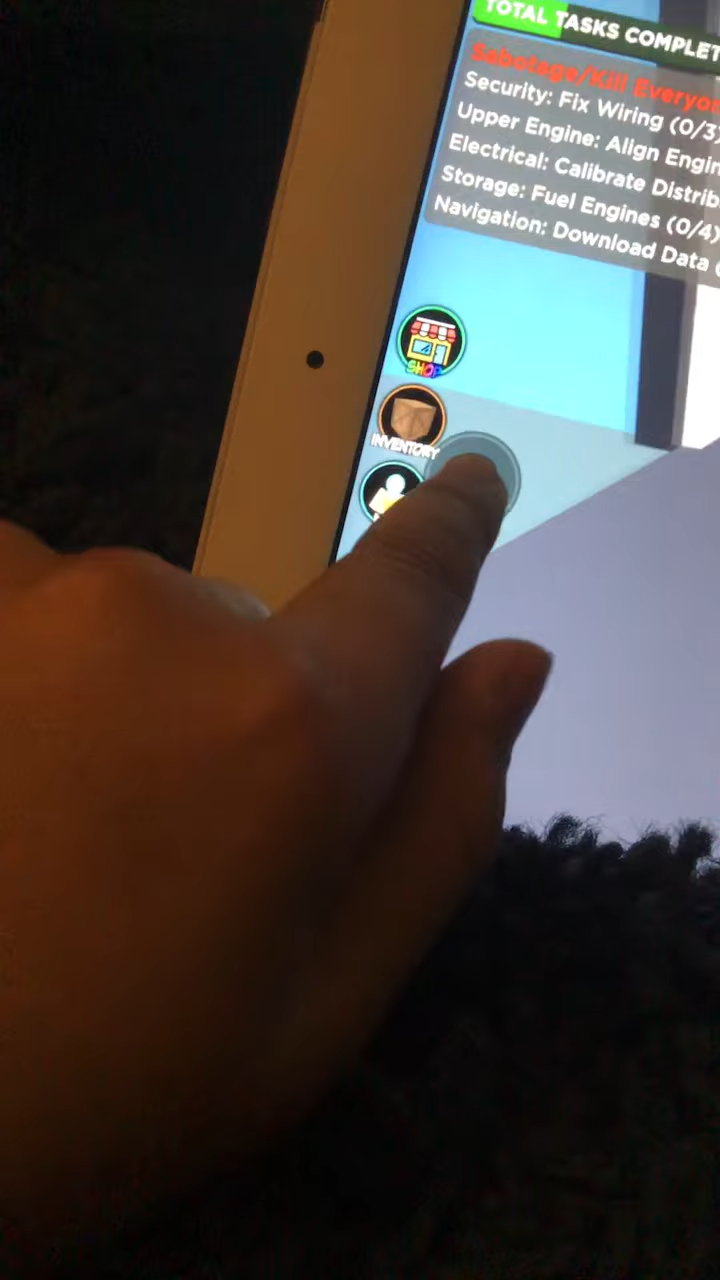 TOTAL TASKS COMPLET
Sabotage/Kill Everyo
Security: Fix Wiring (0/3)
Upper Engine: Align Engin
Electrical: Calibrate Distrib
Storage: Fuel Engines (0/4)
Navigation: Download Data (
SHOP
INVENTORY